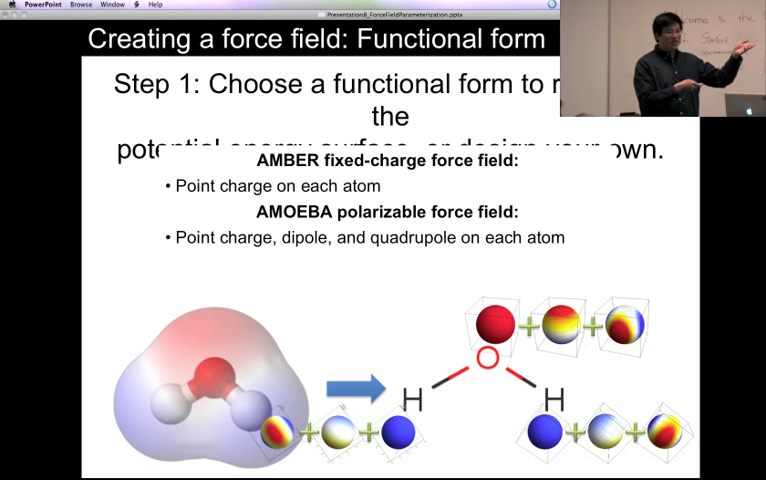 PowerPoint Browse Window Help
Presentation8_ForceFieldParameterization.pptx
Creating a force field: Functional form
Step 1: Choose a functional form to
the
own.
AMBER fixed-charge force field:
• Point charge on each atom
AMOEBA polarizable force field:
• Point charge, dipole, and quadrupole on each atom
O
H
H